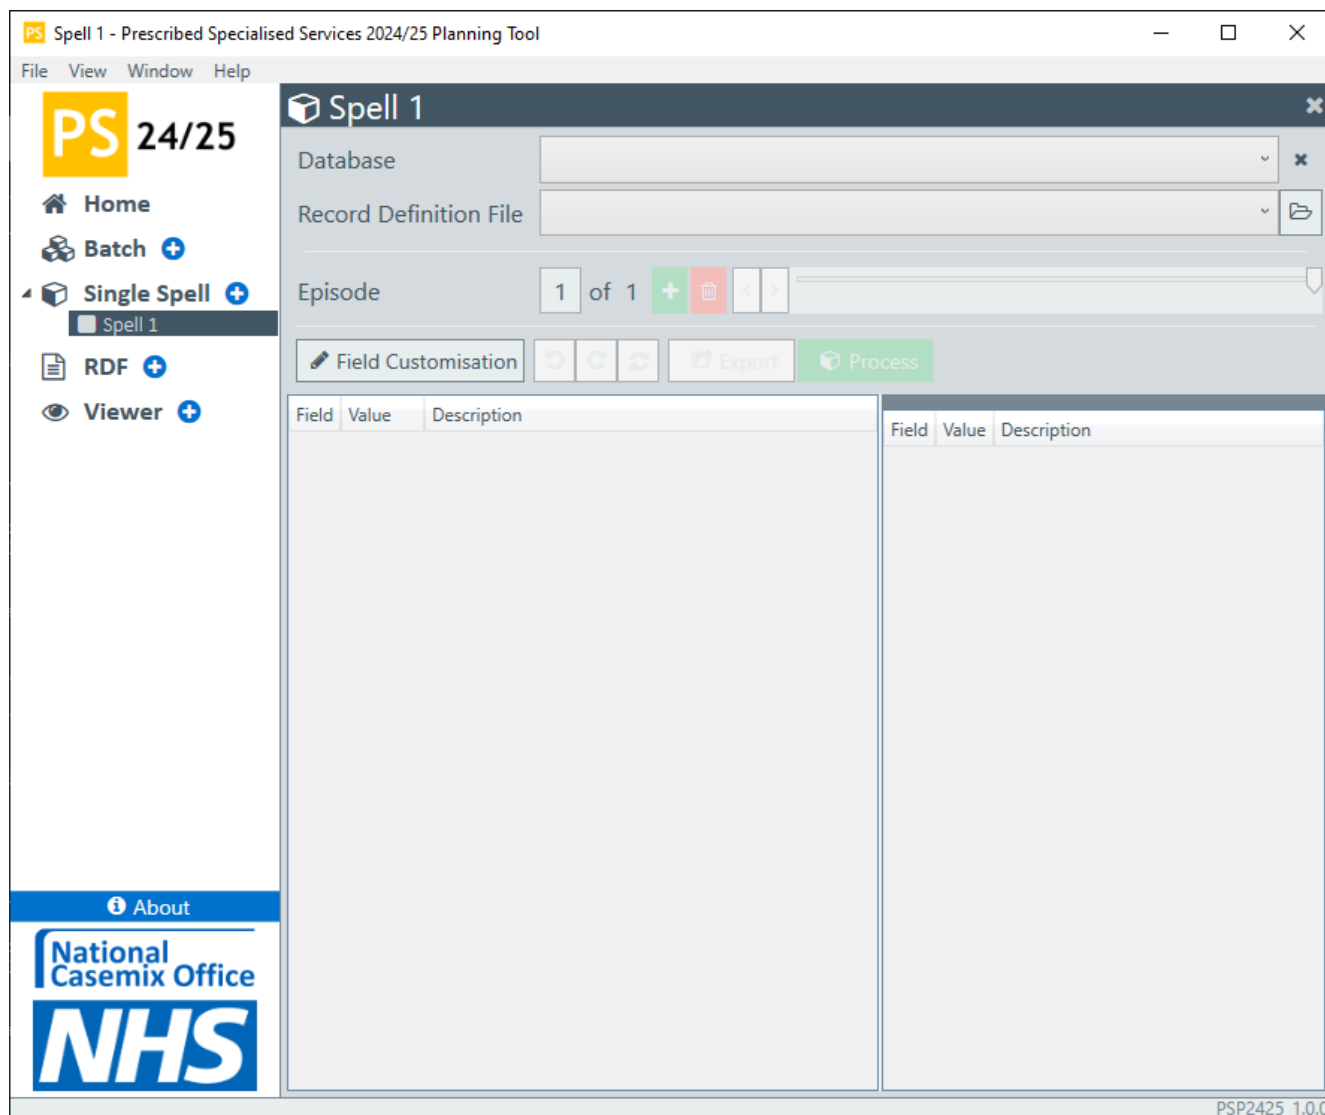 PS Spell 1 - Prescribed Specialised Services 2024/25 Planning Tool
File View Window Help
PS 24/25
Home
Batch
Single Spell
Spell 1
RDF
Viewer
About
National
Casemix Office
NHS
Spell 1
Database
Record Definition File
Episode 1 of 1
Field Customisation Export Process
Field Value Description
Field Value Description
PSP2425 1.0.0